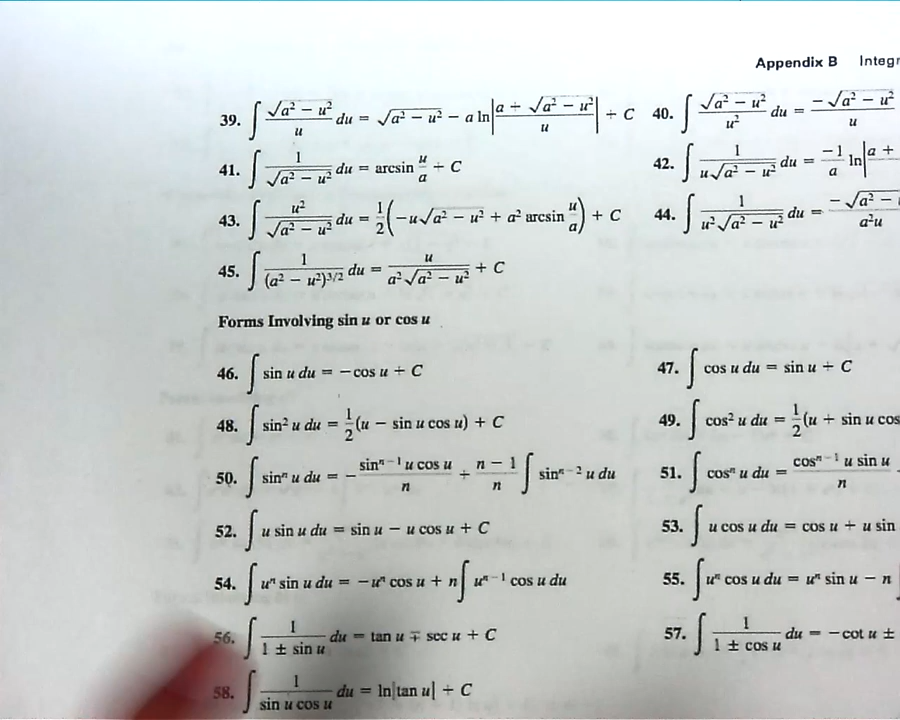 Appendix B Integr
39. ∫ √(a² − u²)/u du = √(a² − u²) − a ln|(a + √(a² − u²))/u| + C 40. ∫ √(a² − u²)/u² du = −√(a² − u²)/u
41. ∫ 1/√(a² − u²) du = arcsin u/a + C 42. ∫ 1/(u√(a² − u²)) du = −1/a ln|a +
43. ∫ u²/√(a² − u²) du = 1/2(−u√(a² − u²) + a² arcsin u/a) + C 44. ∫ 1/(u²√(a² − u²)) du = −√(a² −/a²u
45. ∫ 1/(a² − u²)^(3/2) du = u/(a²√(a² − u²)) + C
Forms Involving sin u or cos u
46. ∫ sin u du = −cos u + C 47. ∫ cos u du = sin u + C
48. ∫ sin² u du = 1/2(u − sin u cos u) + C 49. ∫ cos² u du = 1/2(u + sin u cos
50. ∫ sinⁿ u du = −(sinⁿ⁻¹ u cos u)/n + (n − 1)/n ∫ sinⁿ⁻² u du 51. ∫ cosⁿ u du = (cosⁿ⁻¹ u sin u)/n
52. ∫ u sin u du = sin u − u cos u + C 53. ∫ u cos u du = cos u + u sin
54. ∫ uⁿ sin u du = −uⁿ cos u + n ∫ uⁿ⁻¹ cos u du 55. ∫ uⁿ cos u du = uⁿ sin u − n
56. ∫ 1/(1 ± sin u) du = tan u ∓ sec u + C 57. ∫ 1/(1 ± cos u) du = −cot u ±
58. ∫ 1/(sin u cos u) du = ln|tan u| + C